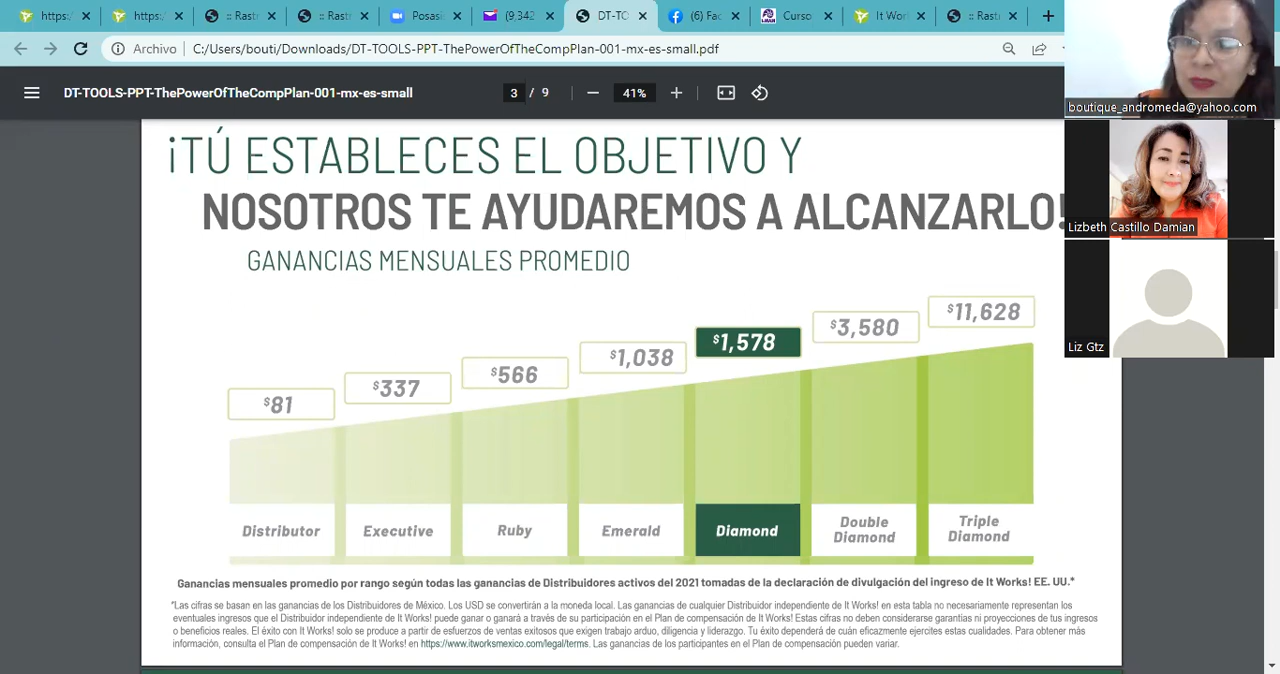 https:/
https:/
:: Rastr
:: Rastr
Posasi
(9,342
DT-TO
(6) Fac
Curso
It Wor
:: Rastr
Archivo
C:/Users/bouti/Downloads/DT-TOOLS-PPT-ThePowerOfTheCompPlan-001-mx-es-small.pdf
DT-TOOLS-PPT-ThePowerOfTheCompPlan-001-mx-es-small
3 / 9
41%
boutique_andromeda@yahoo.com
Lizbeth Castillo Damian
Liz Gtz
¡TÚ ESTABLECES EL OBJETIVO Y
NOSOTROS TE AYUDAREMOS A ALCANZARLO!
GANANCIAS MENSUALES PROMEDIO
$81
$337
$566
$1,038
$1,578
$3,580
$11,628
Distributor
Executive
Ruby
Emerald
Diamond
Double
Diamond
Triple
Diamond
Ganancias mensuales promedio por rango según todas las ganancias de Distribuidores activos del 2021 tomadas de la declaración de divulgación del ingreso de It Works! EE. UU.*
*Las cifras se basan en las ganancias de los Distribuidores de México. Los USD se convertirán a la moneda local. Las ganancias de cualquier Distribuidor independiente de It Works! en esta tabla no necesariamente representan los
eventuales ingresos que el Distribuidor independiente de It Works! puede ganar o ganará a través de su participación en el Plan de compensación de It Works! Estas cifras no deben considerarse garantías ni proyecciones de tus ingresos
o beneficios reales. El éxito con It Works! solo se produce a partir de esfuerzos de ventas exitosos que exigen trabajo arduo, diligencia y liderazgo. Tu éxito dependerá de cuán eficazmente ejercites estas cualidades. Para obtener más
información, consulta el Plan de compensación de It Works! en https://www.itworksmexico.com/legal/terms. Las ganancias de los participantes en el Plan de compensación pueden variar.